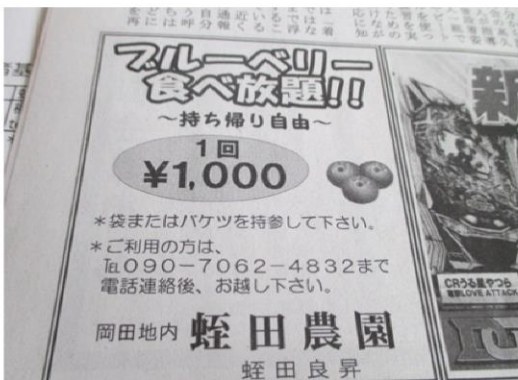 ブルーベリー
食べ放題!!
～持ち帰り自由～
1回
¥1,000
＊袋またはバケツを持参して下さい。
＊ご利用の方は、
℡090-7062-4832まで
電話連絡後、お越し下さい。
岡田地内 蛭田農園
蛭田良昇
新
CRうる星やつら
LOVE ATTACK